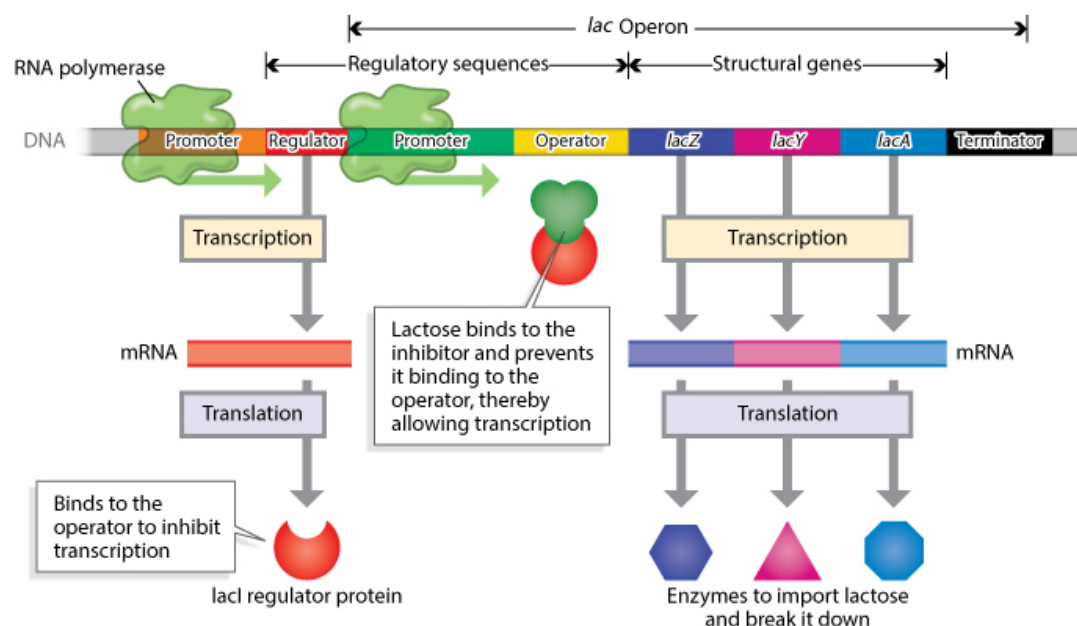 lac Operon
RNA polymerase
Regulatory sequences
Structural genes
DNA
Promoter
Regulator
Promoter
Operator
lacZ
lacY
lacA
Terminator
Transcription
Transcription
Lactose binds to the
inhibitor and prevents
it binding to the
operator, thereby
allowing transcription
mRNA
mRNA
Translation
Translation
Binds to the
operator to inhibit
transcription
lacI regulator protein
Enzymes to import lactose
and break it down